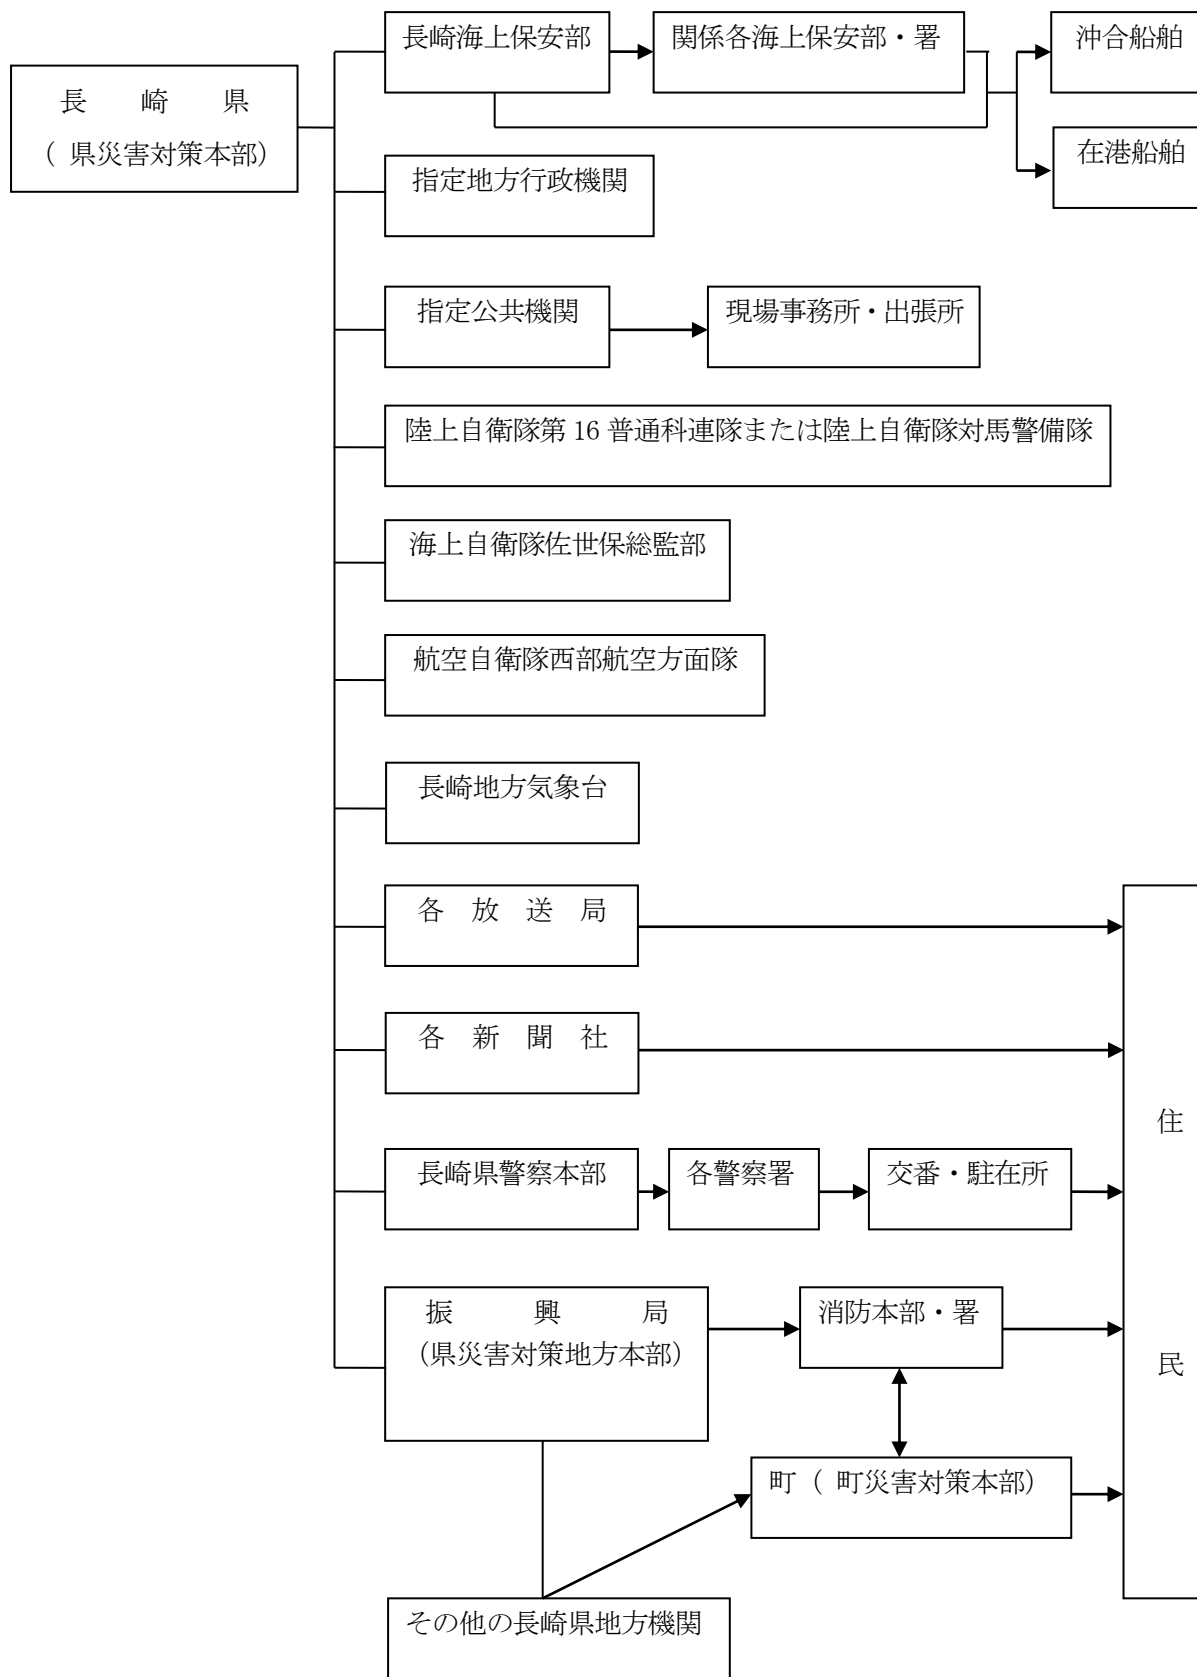 長崎海上保安部
関係各海上保安部・署
沖合船舶
長　崎　県
（ 県災害対策本部）
在港船舶
指定地方行政機関
指定公共機関
現場事務所・出張所
陸上自衛隊第 16 普通科連隊または陸上自衛隊対馬警備隊
海上自衛隊佐世保総監部
航空自衛隊西部航空方面隊
長崎地方気象台
各　放　送　局
各　新　聞　社
長崎県警察本部
各警察署
交番・駐在所
振　興　局
（県災害対策地方本部）
消防本部・署
町（ 町災害対策本部）
住
民
その他の長崎県地方機関